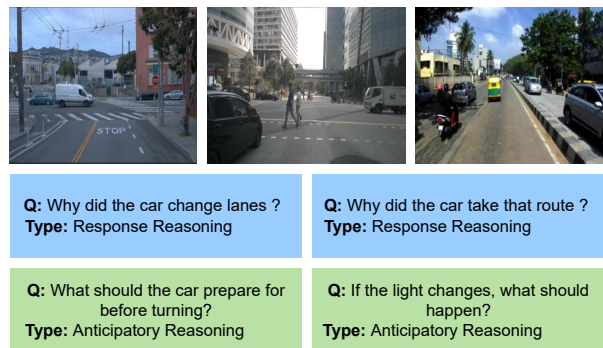 STOP
Q: Why did the car change lanes ?
Type: Response Reasoning
Q: Why did the car take that route ?
Type: Response Reasoning
Q: What should the car prepare for
before turning?
Type: Anticipatory Reasoning
Q: If the light changes, what should
happen?
Type: Anticipatory Reasoning